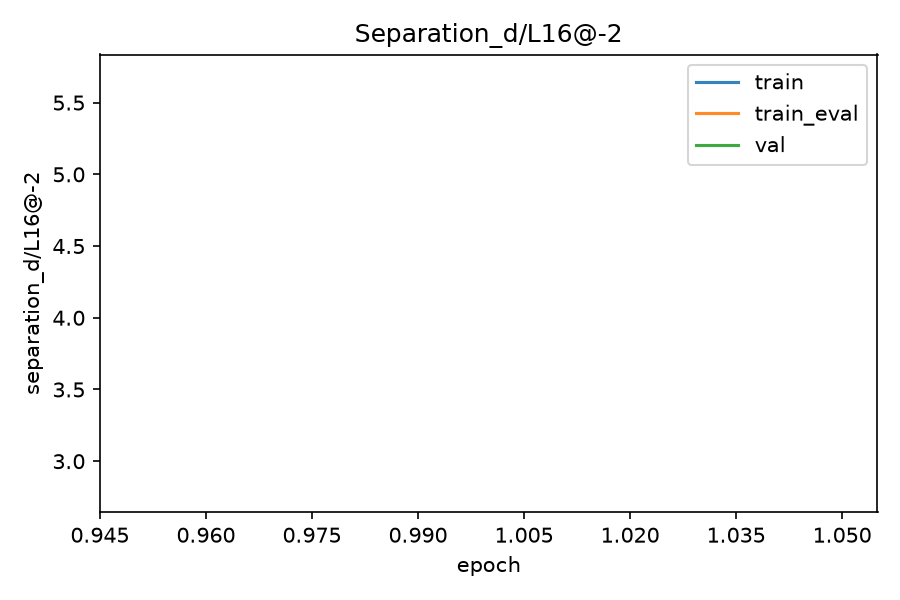 Separation_d/L16@-2
train
train_eval
val
separation_d/L16@-2
5.5
5.0
4.5
4.0
3.5
3.0
0.945 0.960 0.975 0.990 1.005 1.020 1.035 1.050
epoch